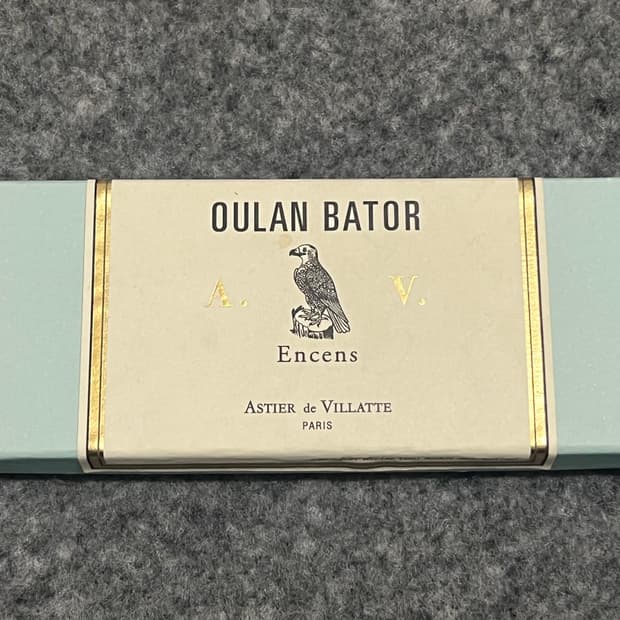 OULAN BATOR
A. V.
Encens
ASTIER de VILLATTE
PARIS